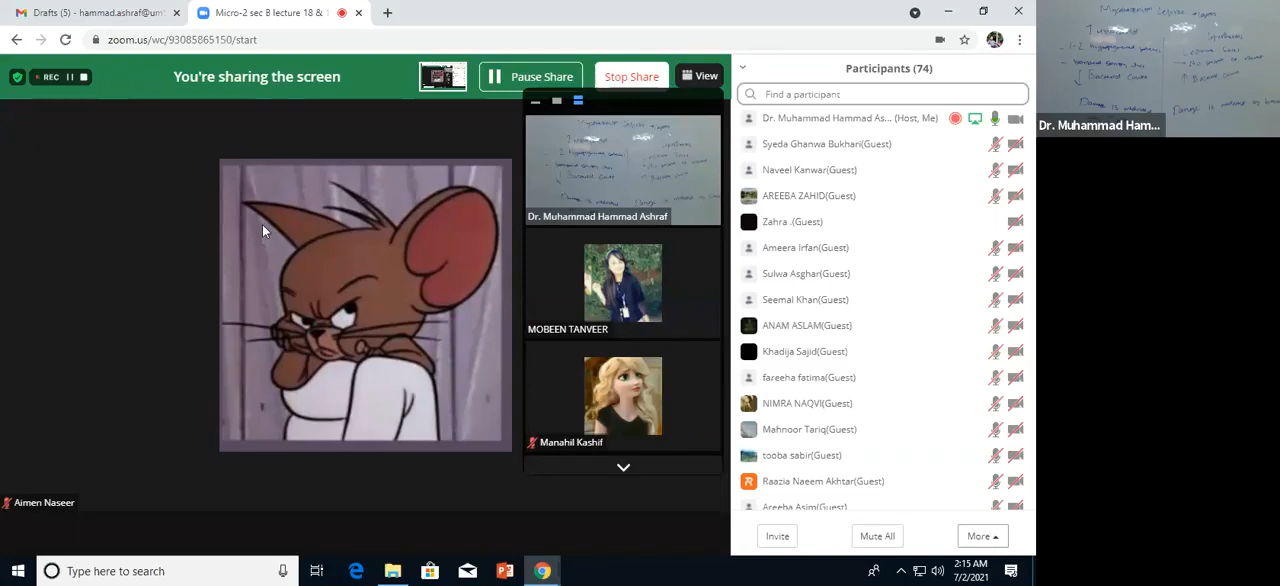 Drafts (5) - hammad.ashraf@um
Micro-2 sec B lecture 18 &
zoom.us/wc/93085865150/start
REC
You're sharing the screen
Pause Share
Stop Share
View
Participants (74)
Find a participant
Dr. Muhammad Hammad As... (Host, Me)
Syeda Ghanwa Bukhari(Guest)
Naveel Kanwar(Guest)
AREEBA ZAHID(Guest)
Zahra .(Guest)
Ameera Irfan(Guest)
Sulwa Asghar(Guest)
Seemal Khan(Guest)
ANAM ASLAM(Guest)
Khadija Sajid(Guest)
fareeha fatima(Guest)
NIMRA NAQVI(Guest)
Mahnoor Tariq(Guest)
tooba sabir(Guest)
R
Raazia Naeem Akhtar(Guest)
Areeba Asim(Guest)
Invite
Mute All
More
Dr. Muhammad Hammad Ashraf
MOBEEN TANVEER
Manahil Kashif
Aimen Naseer
Dr. Muhammad Ham...
Type here to search
2:15 AM
7/2/2021